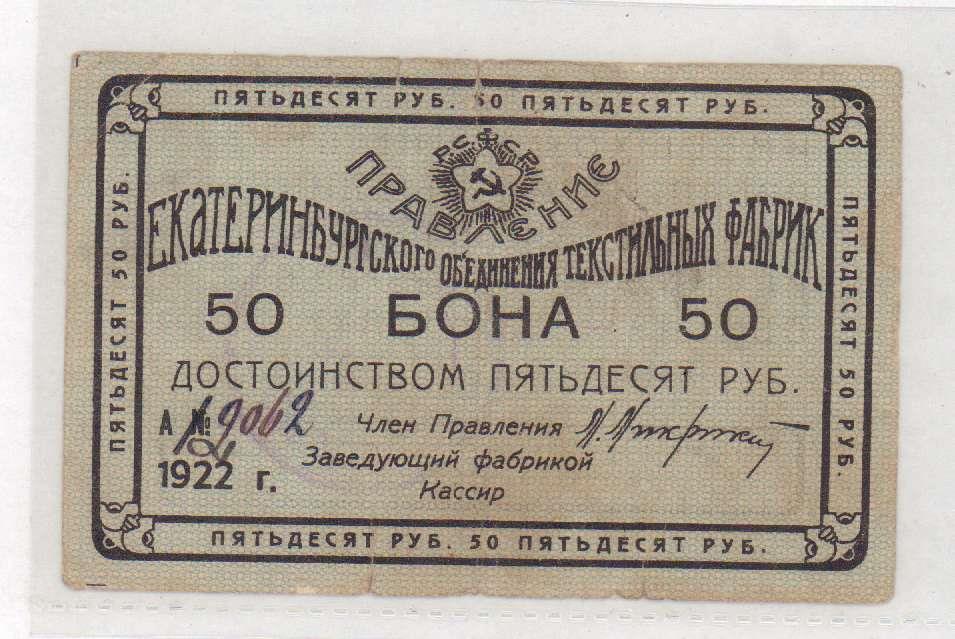 ПЯТЬДЕСЯТ РУБ. 50 ПЯТЬДЕСЯТ РУБ.
РСФСР
ПРАВЛЕНИЕ
ЕКАТЕРИНБУРГСКОГО ОБЪЕДИНЕНИЯ ТЕКСТИЛЬНЫХ ФАБРИК
50 БОНА 50
ДОСТОИНСТВОМ ПЯТЬДЕСЯТ РУБ.
А № 9062
Член Правления
Заведующий фабрикой
1922 г.
Кассир
ПЯТЬДЕСЯТ РУБ. 50 ПЯТЬДЕСЯТ РУБ.
ПЯТЬДЕСЯТ 50 РУБ.
ПЯТЬДЕСЯТ 50 РУБ.